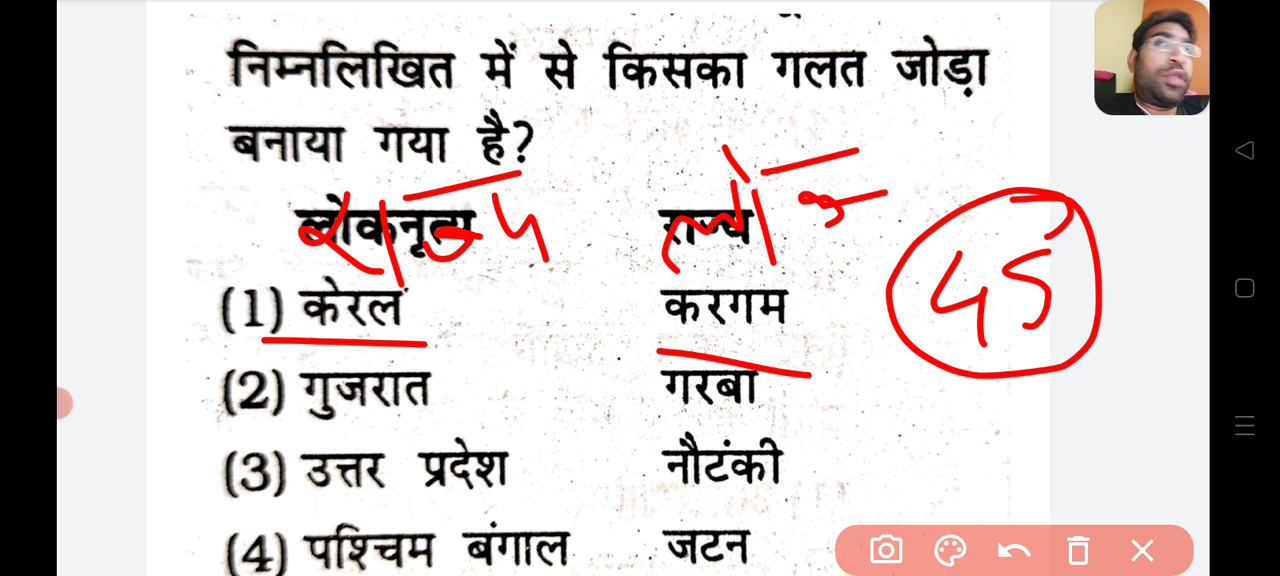 निम्नलिखित में से किसका गलत जोड़ा
बनाया गया है?
लोकनृत्य राज्य
राज्य लोक
(1) केरल करगम
45
(2) गुजरात गरबा
(3) उत्तर प्रदेश नौटंकी
(4) पश्चिम बंगाल जटन